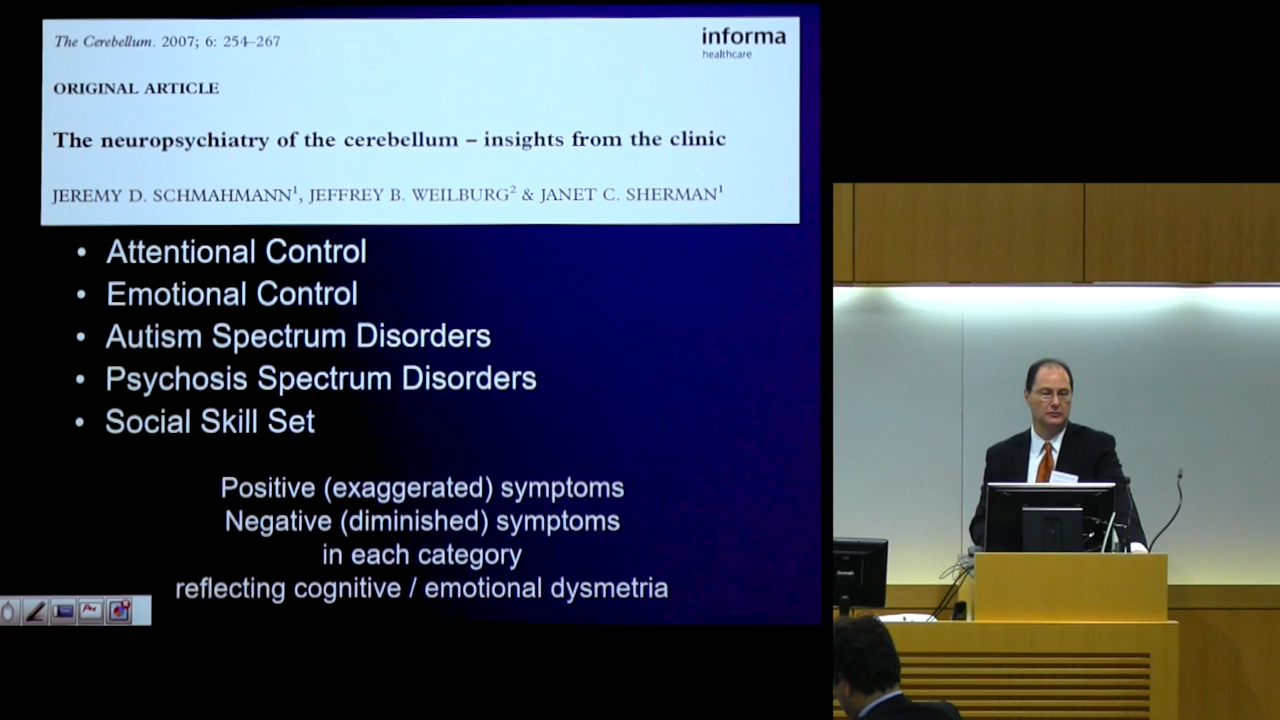 The Cerebellum. 2007; 6: 254–267
informa
healthcare
ORIGINAL ARTICLE
The neuropsychiatry of the cerebellum – insights from the clinic
JEREMY D. SCHMAHMANN¹, JEFFREY B. WEILBURG² & JANET C. SHERMAN¹
• Attentional Control
• Emotional Control
• Autism Spectrum Disorders
• Psychosis Spectrum Disorders
• Social Skill Set
Positive (exaggerated) symptoms
Negative (diminished) symptoms
in each category
reflecting cognitive / emotional dysmetria